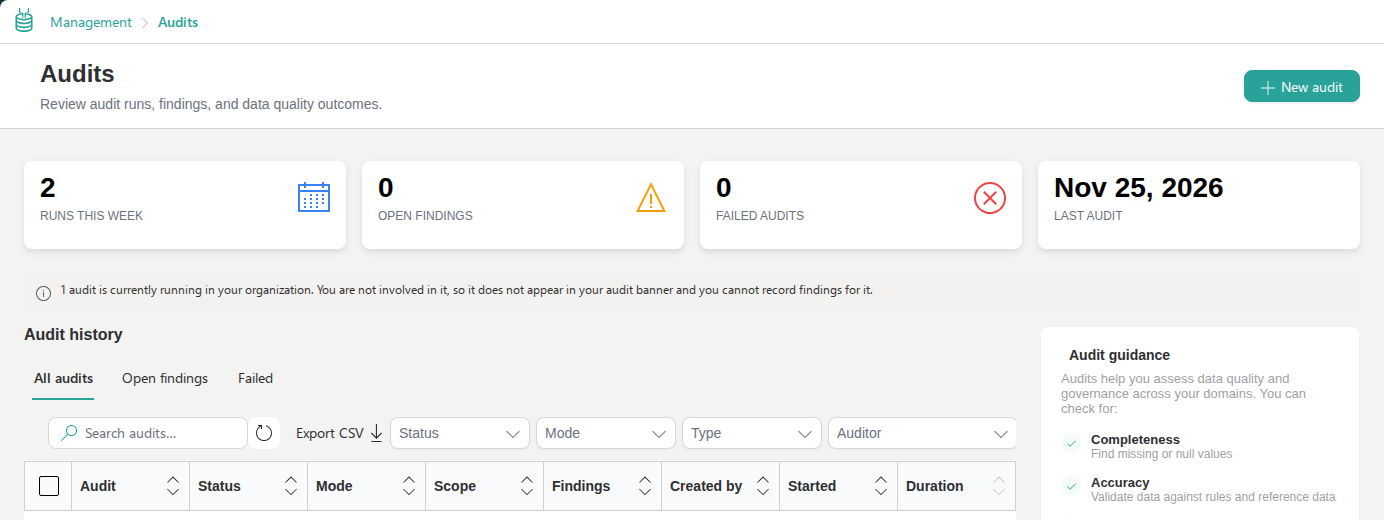 Management > Audits
Audits
Review audit runs, findings, and data quality outcomes.
New audit
2
RUNS THIS WEEK
0
OPEN FINDINGS
0
FAILED AUDITS
Nov 25, 2026
LAST AUDIT
1 audit is currently running in your organization. You are not involved in it, so it does not appear in your audit banner and you cannot record findings for it.
Audit history
All audits Open findings Failed
Search audits... Export CSV Status Mode Type Auditor
Audit Status Mode Scope Findings Created by Started Duration
Audit guidance
Audits help you assess data quality and
governance across your domains. You can
check for:
Completeness
Find missing or null values
Accuracy
Validate data against rules and reference data